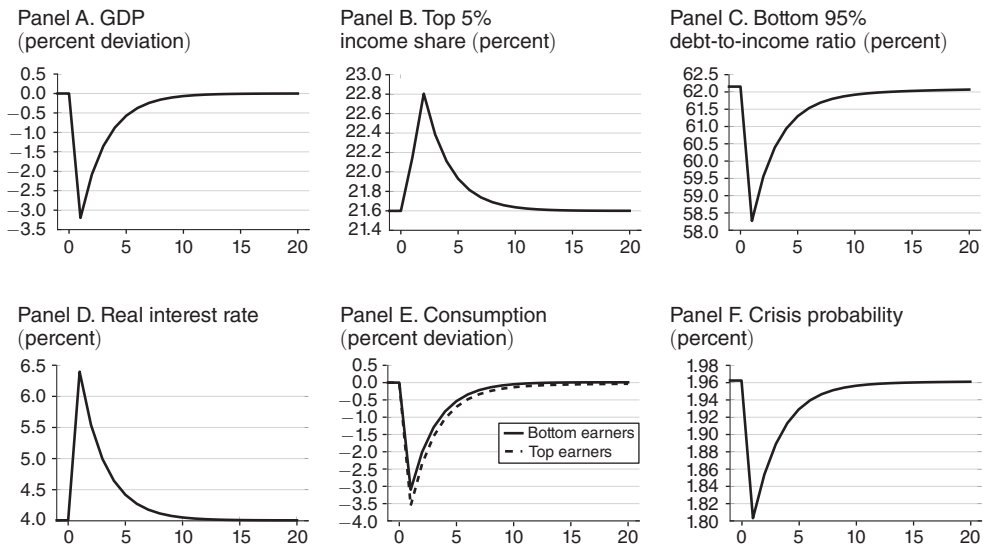 Panel A. GDP
(percent deviation)
0.5
0.0
−0.5
−1.0
−1.5
−2.0
−2.5
−3.0
−3.5
0 5 10 15 20
Panel B. Top 5%
income share (percent)
23.0
22.8
22.6
22.4
22.2
22.0
21.8
21.6
21.4
0 5 10 15 20
Panel C. Bottom 95%
debt-to-income ratio (percent)
62.5
62.0
61.5
61.0
60.5
60.0
59.5
59.0
58.5
58.0
0 5 10 15 20
Panel D. Real interest rate
(percent)
6.5
6.0
5.5
5.0
4.5
4.0
0 5 10 15 20
Panel E. Consumption
(percent deviation)
0.5
0.0
−0.5
−1.0
−1.5
−2.0
−2.5
−3.0
−3.5
−4.0
Bottom earners
Top earners
0 5 10 15 20
Panel F. Crisis probability
(percent)
1.98
1.96
1.94
1.92
1.90
1.88
1.86
1.84
1.82
1.80
0 5 10 15 20